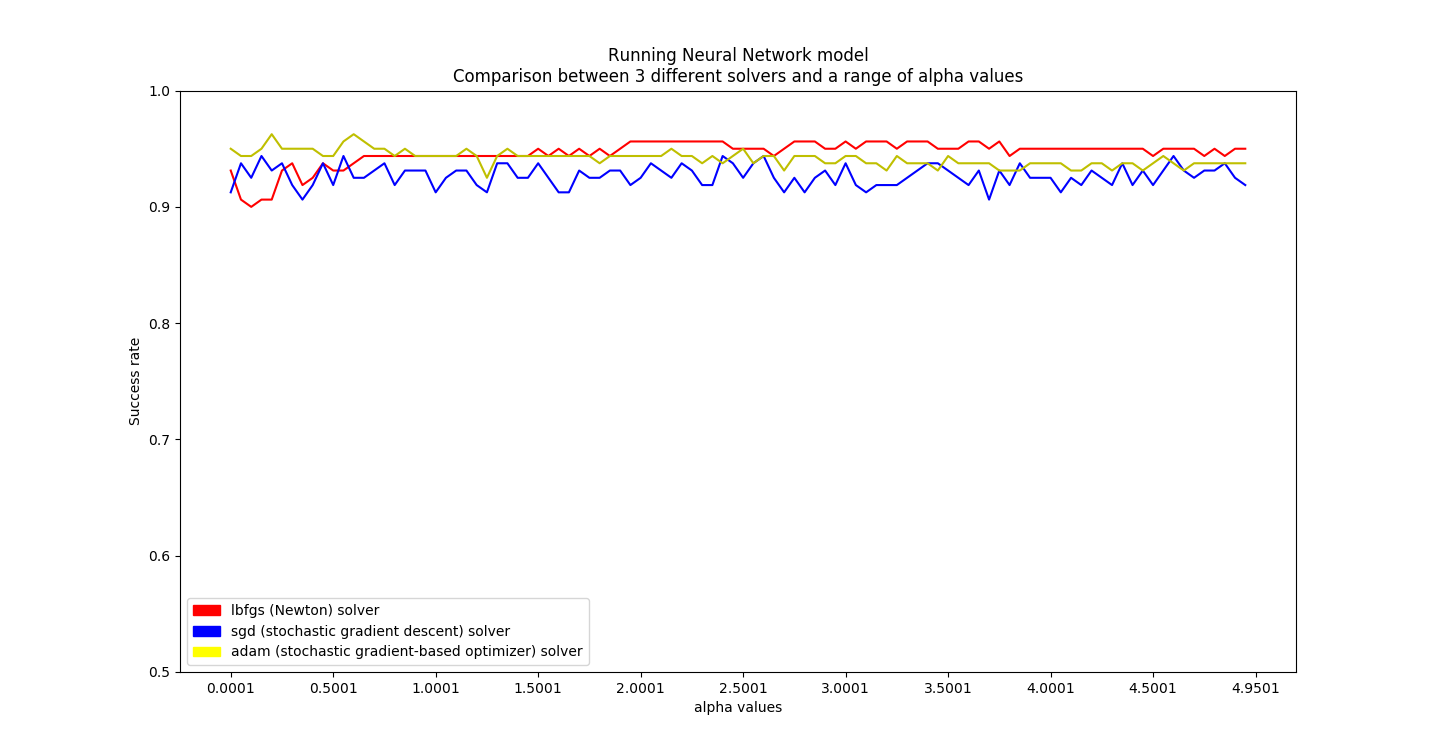 Running Neural Network model
Comparison between 3 different solvers and a range of alpha values
1.0
0.9
0.8
0.7
0.6
0.5
Success rate
lbfgs (Newton) solver
sgd (stochastic gradient descent) solver
adam (stochastic gradient-based optimizer) solver
0.0001 0.5001 1.0001 1.5001 2.0001 2.5001 3.0001 3.5001 4.0001 4.5001 4.9501
alpha values